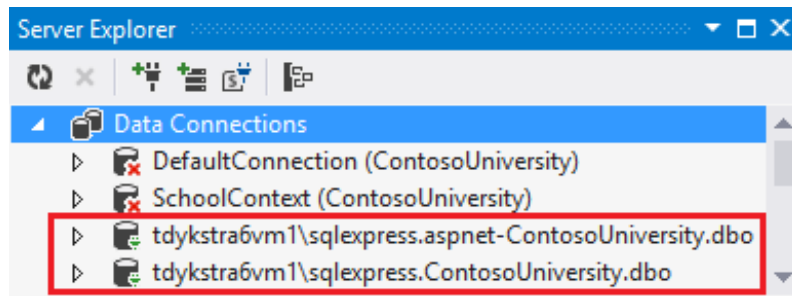 Server Explorer
Data Connections
DefaultConnection (ContosoUniversity)
SchoolContext (ContosoUniversity)
tdykstra6vm1\sqlexpress.aspnet-ContosoUniversity.dbo
tdykstra6vm1\sqlexpress.ContosoUniversity.dbo